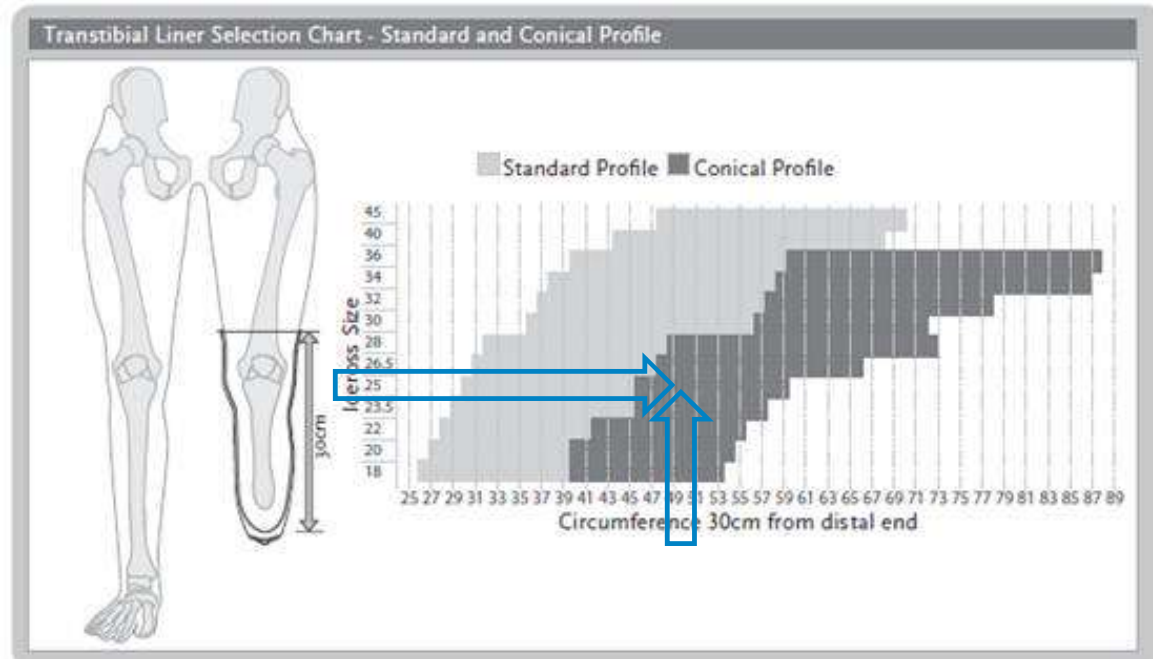 Transtibial Liner Selection Chart - Standard and Conical Profile
Standard Profile Conical Profile
45
40
36
34
32
30
28
26.5
25
23.5
22
20
18
Iceross Size
30cm
25 27 29 31 33 35 37 39 41 43 45 47 49 51 53 55 57 59 61 63 65 67 69 71 73 75 77 79 81 83 85 87 89
Circumference 30cm from distal end